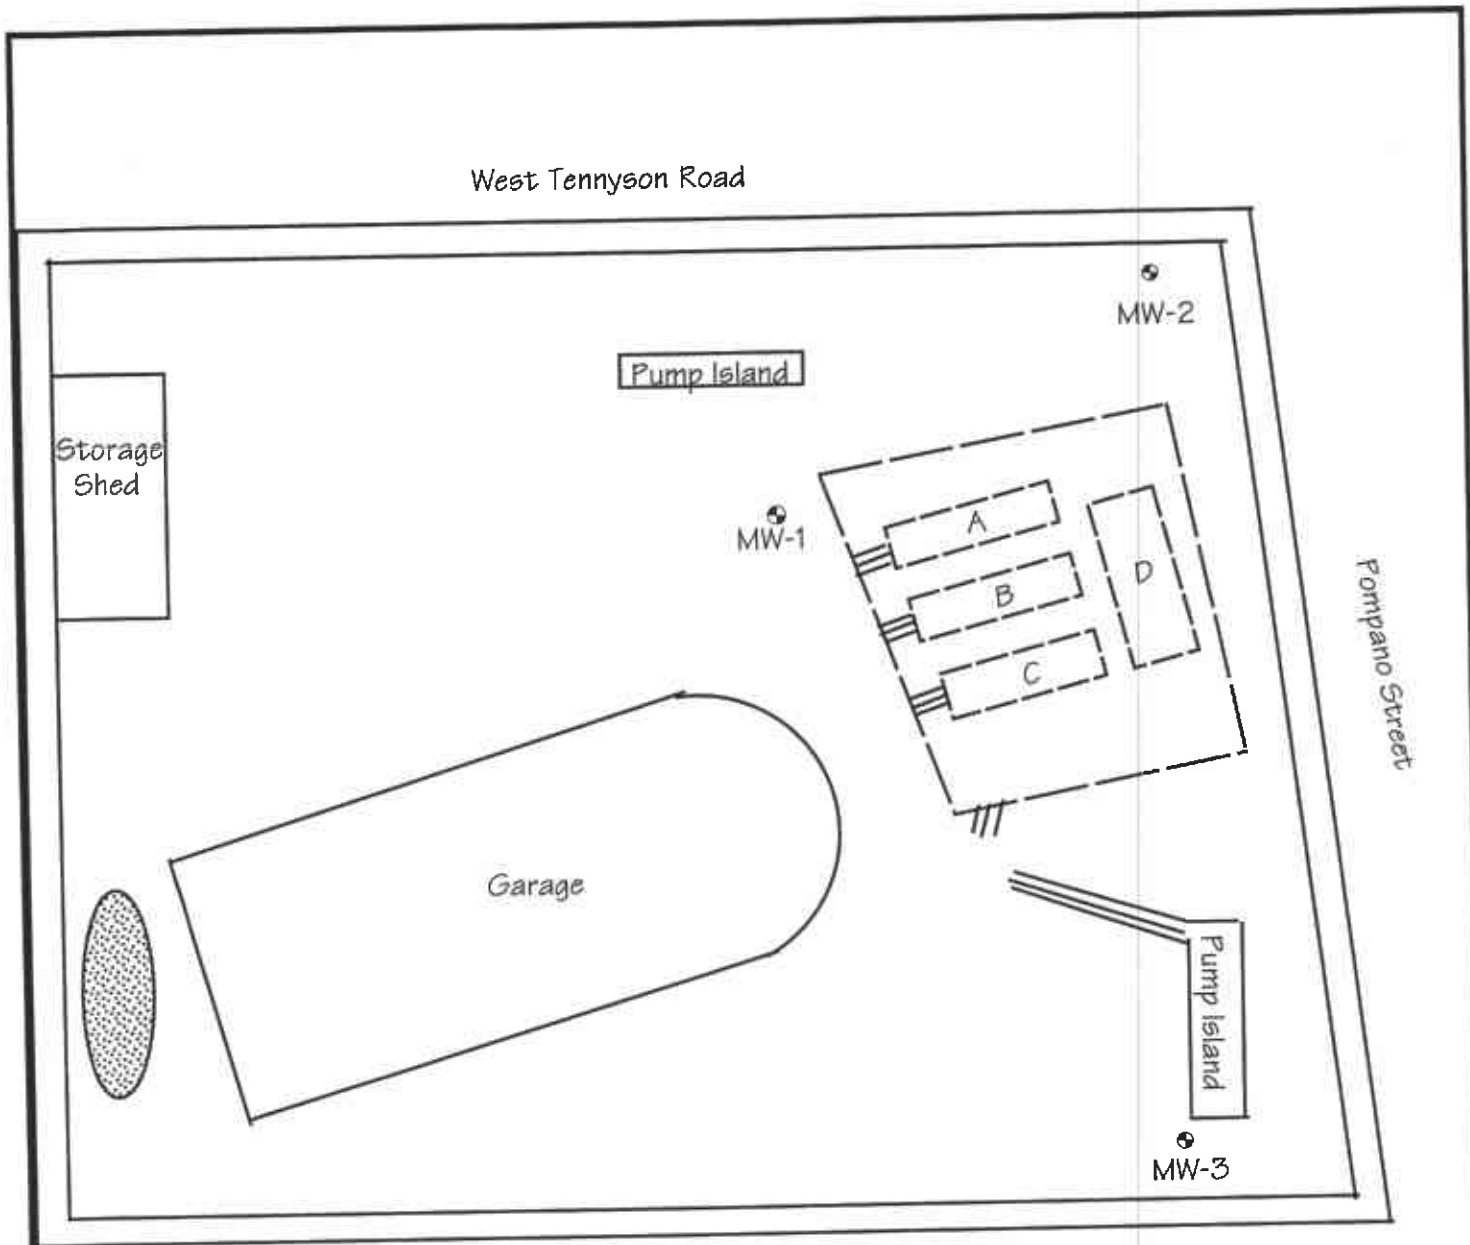 West Tennyson Road
MW-2
Pump Island
Storage
Shed
MW-1
A
B
C
D
Pompano Street
Garage
Pump Island
MW-3